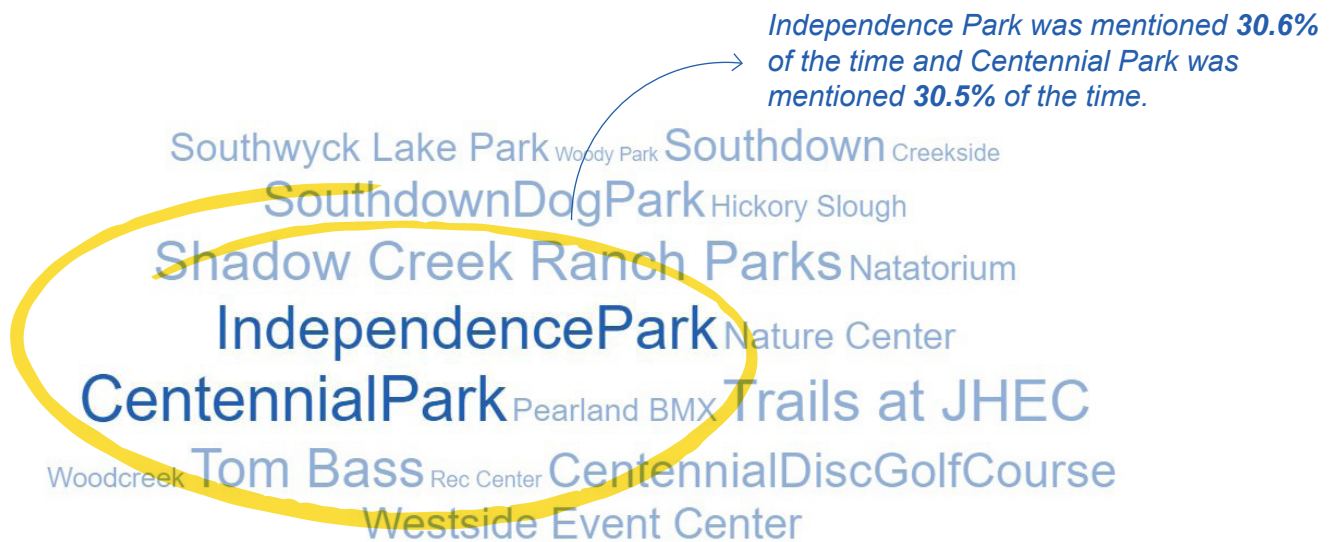 Independence Park was mentioned 30.6%
of the time and Centennial Park was
mentioned 30.5% of the time.
Southwyck Lake Park Woody Park Southdown Creekside
SouthdownDogPark Hickory Slough
Shadow Creek Ranch Parks Natatorium
IndependencePark Nature Center
CentennialPark Pearland BMX Trails at JHEC
Woodcreek Tom Bass Rec Center CentennialDiscGolfCourse
Westside Event Center